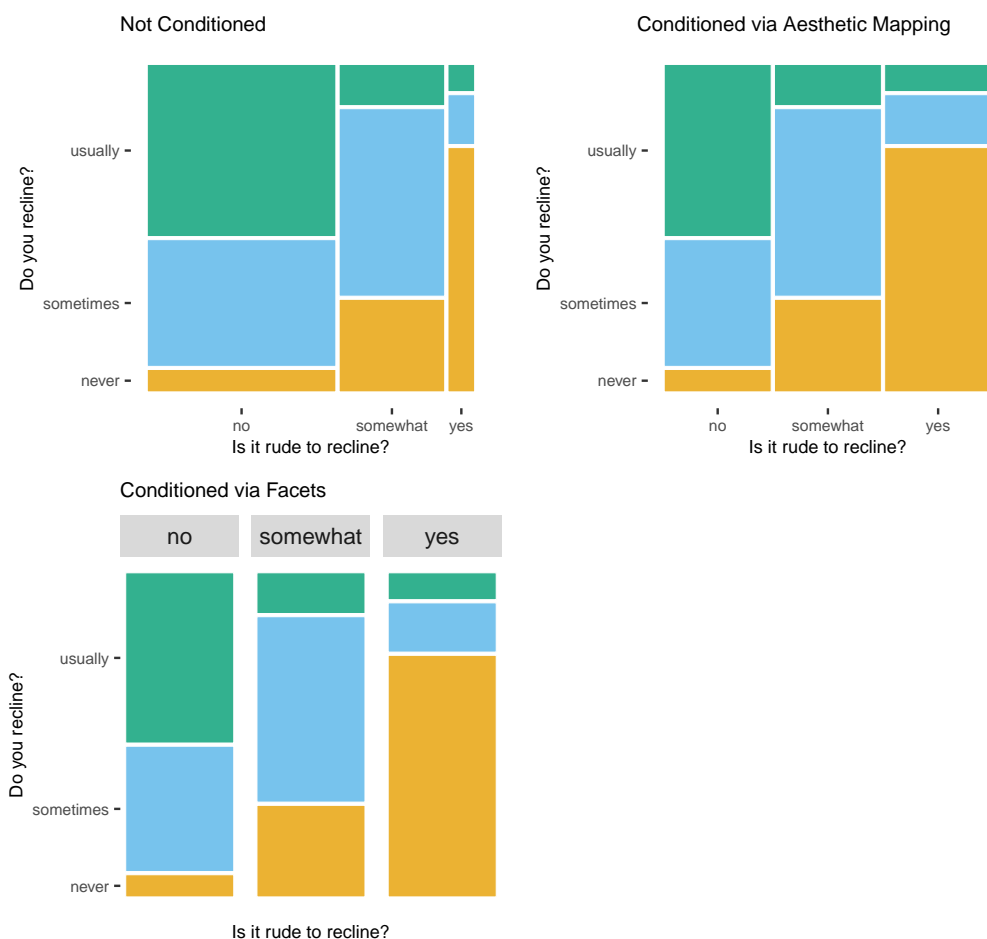 Not Conditioned
Do you recline?
usually
sometimes
never
no somewhat yes
Is it rude to recline?
Conditioned via Aesthetic Mapping
Do you recline?
usually
sometimes
never
no somewhat yes
Is it rude to recline?
Conditioned via Facets
no somewhat yes
Do you recline?
usually
sometimes
never
Is it rude to recline?